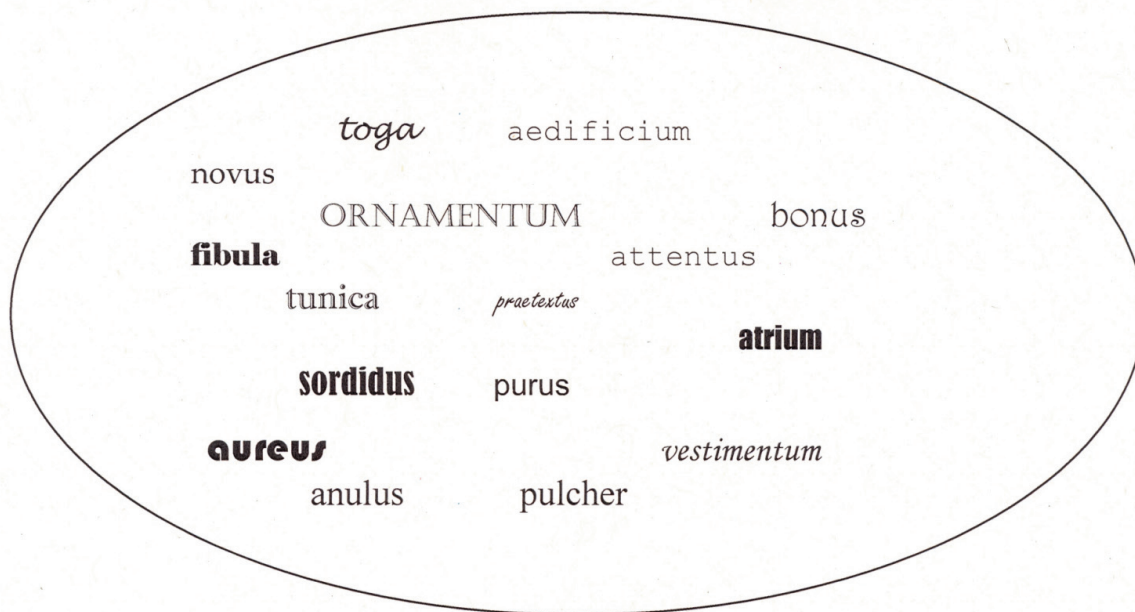 toga aedificium
novus
ORNAMENTUM bonus
fibula attentus
tunica praetextus
atrium
sordidus purus
aureus vestimentum
anulus pulcher